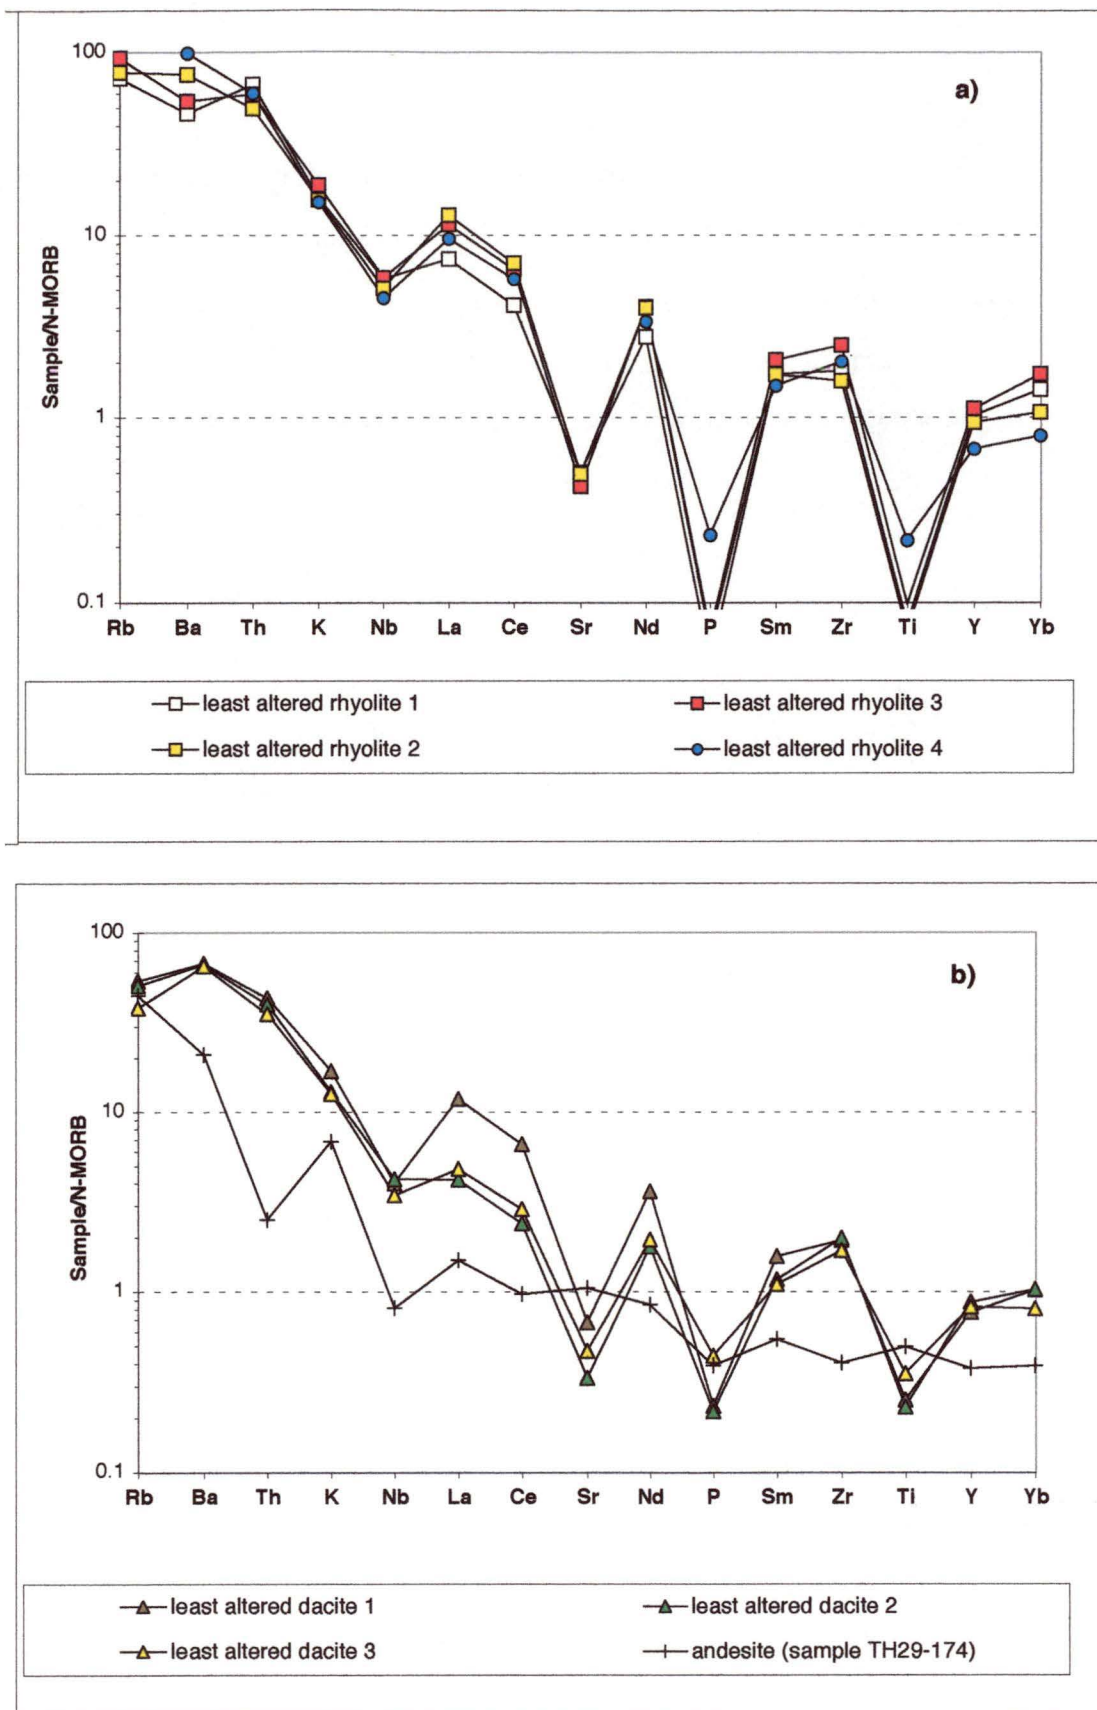 a)
100
10
1
0.1
Sample/N-MORB
Rb Ba Th K Nb La Ce Sr Nd P Sm Zr Ti Y Yb
least altered rhyolite 1 least altered rhyolite 3
least altered rhyolite 2 least altered rhyolite 4
b)
100
10
1
0.1
Sample/N-MORB
Rb Ba Th K Nb La Ce Sr Nd P Sm Zr Ti Y Yb
least altered dacite 1 least altered dacite 2
least altered dacite 3 andesite (sample TH29-174)